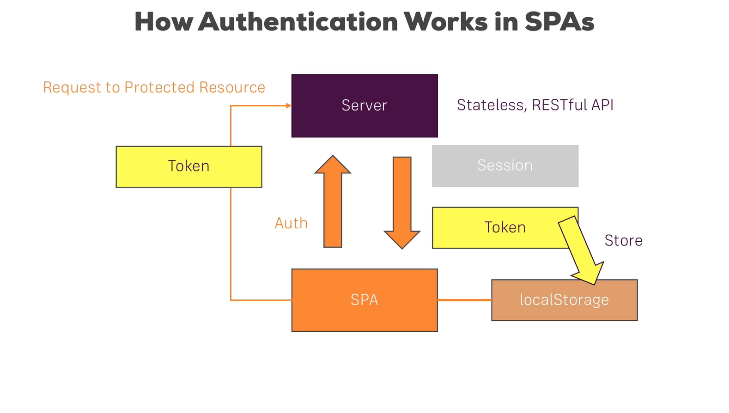 How Authentication Works in SPAs
Request to Protected Resource
Server
Stateless, RESTful API
Token
Session
Auth
Token
Store
SPA
localStorage